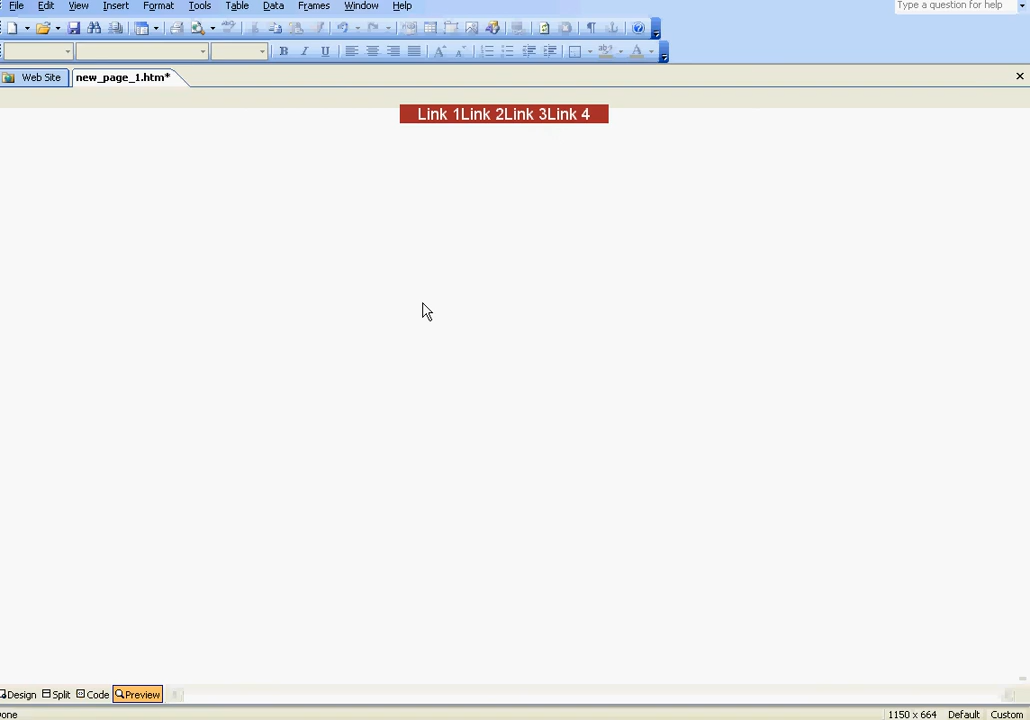 File Edit View Insert Format Tools Table Data Frames Window Help Type a question for help
B I U A A ab A
Web Site new_page_1.htm* ×
Link 1Link 2Link 3Link 4
Design Split Code Preview
one 1150 x 664 Default Custom